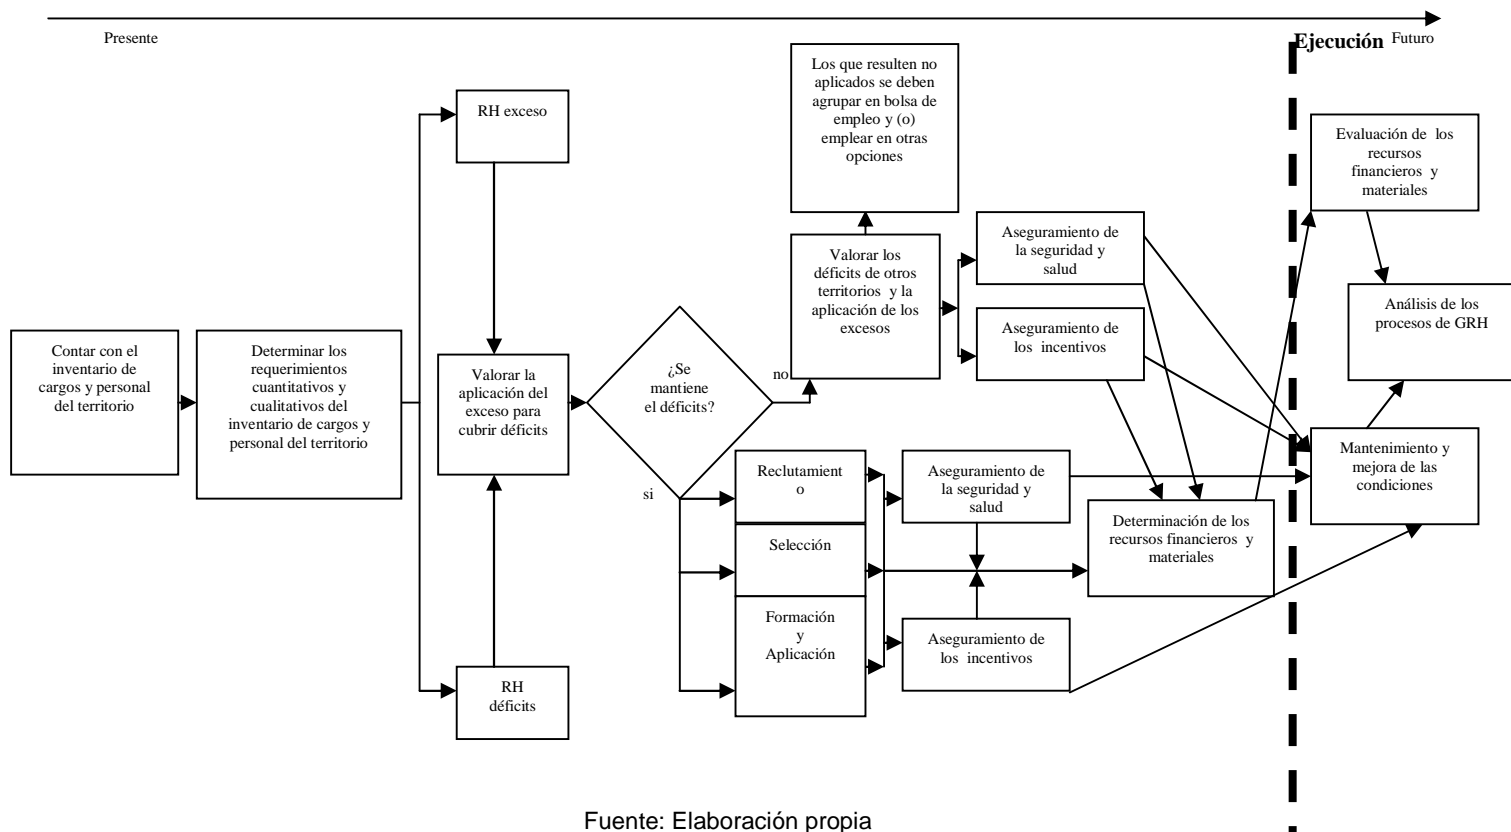 Presente
Ejecución Futuro
Los que resulten no
aplicados se deben
agrupar en bolsa de
empleo y (o)
emplear en otras
opciones
RH exceso
Evaluación de los
recursos
financieros y
materiales
Aseguramiento de
la seguridad y
salud
Valorar los
déficits de otros
territorios y la
aplicación de los
excesos
Análisis de los
procesos de GRH
Aseguramiento de
los incentivos
Contar con el
inventario de
cargos y personal
del territorio
Determinar los
requerimientos
cuantitativos y
cualitativos del
inventario de cargos y
personal del territorio
Valorar la
aplicación del
exceso para
cubrir déficits
¿Se
mantiene
el déficits?
no
si
Reclutamient
o
Aseguramiento de
la seguridad y
salud
Mantenimiento y
mejora de las
condiciones
Determinación de los
recursos financieros y
materiales
Selección
Formación
y
Aplicación
Aseguramiento de
los incentivos
RH
déficits
Fuente: Elaboración propia